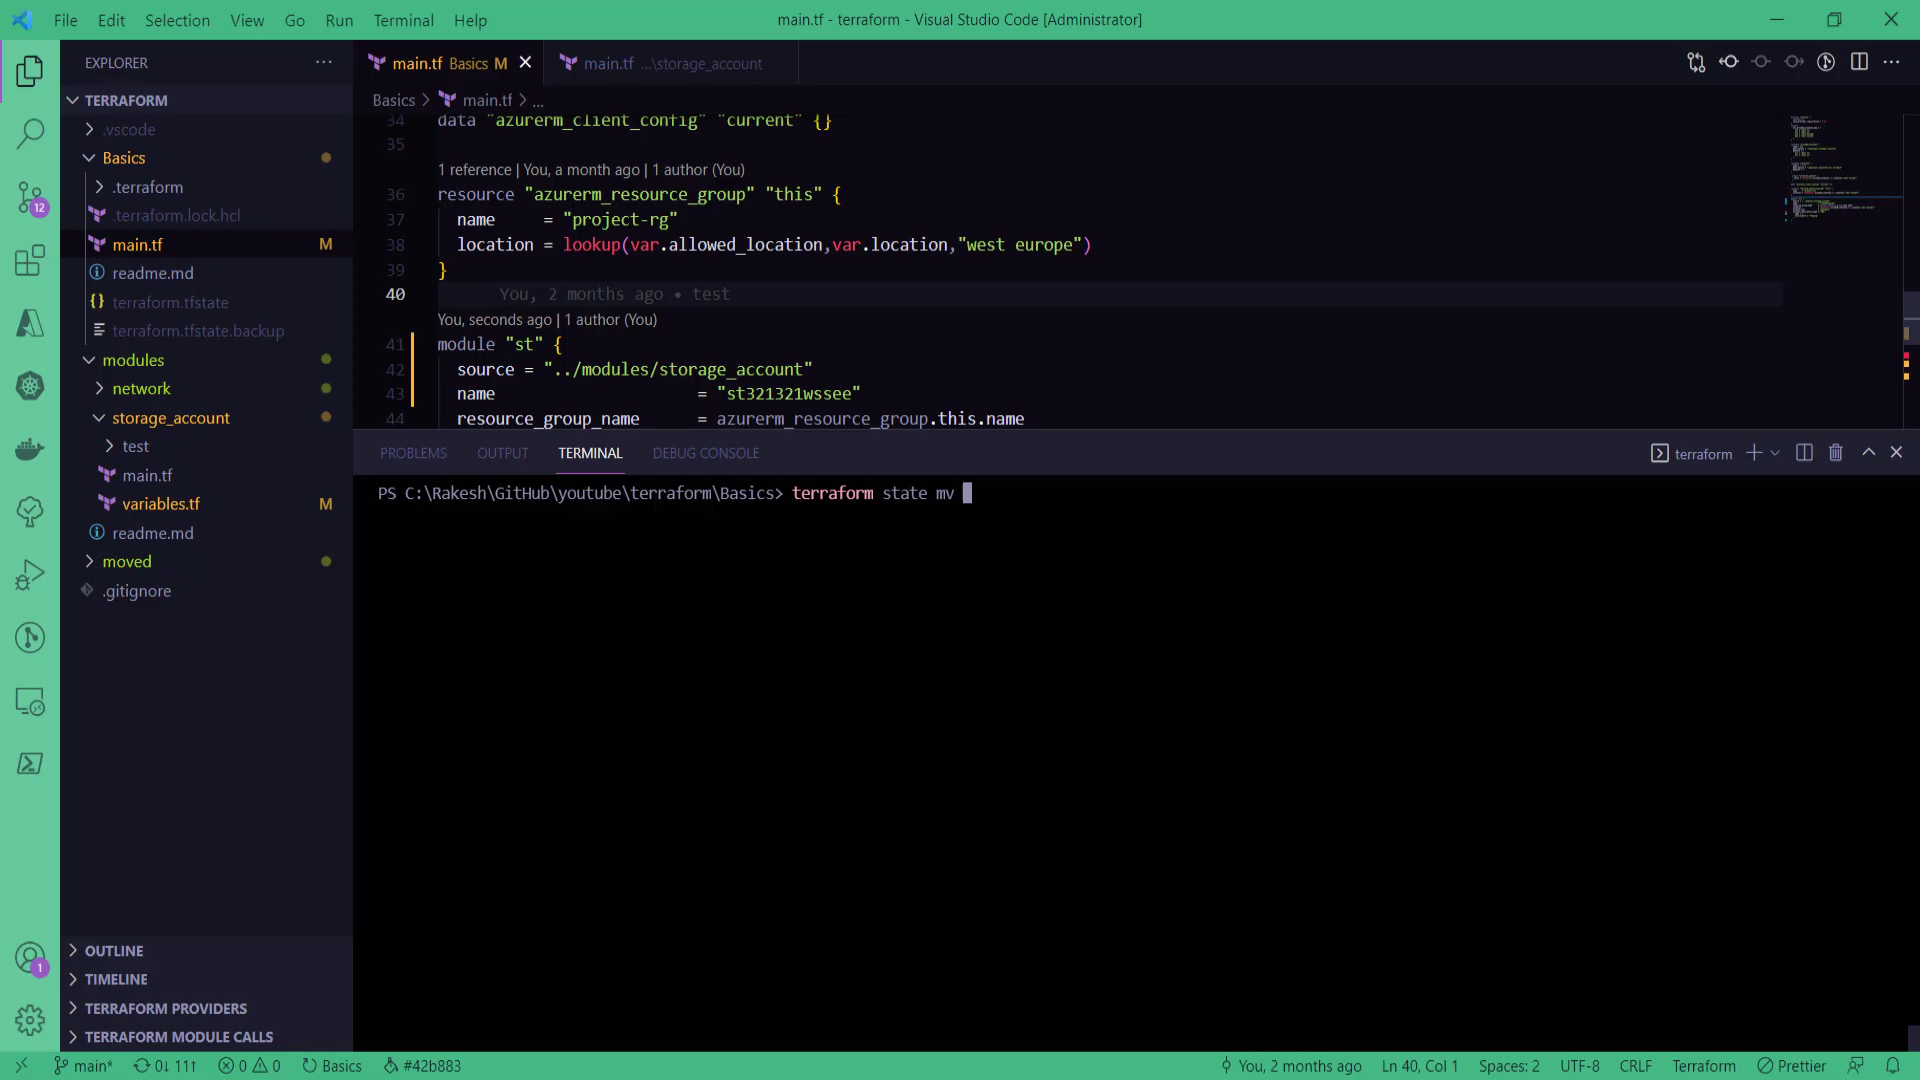 File Edit Selection View Go Run Terminal Help
main.tf - terraform - Visual Studio Code [Administrator]
EXPLORER
TERRAFORM
.vscode
Basics
.terraform
.terraform.lock.hcl
main.tf M
readme.md
terraform.tfstate
terraform.tfstate.backup
modules
network
storage_account
test
main.tf
variables.tf M
readme.md
moved
.gitignore
OUTLINE
TIMELINE
TERRAFORM PROVIDERS
TERRAFORM MODULE CALLS
12
1
main.tf Basics M
main.tf ...\storage_account
Basics > main.tf > ...
34 data "azurerm_client_config" "current" {}
35
1 reference | You, a month ago | 1 author (You)
36 resource "azurerm_resource_group" "this" {
37 name = "project-rg"
38 location = lookup(var.allowed_location,var.location,"west europe")
39 }
40 You, 2 months ago • test
You, seconds ago | 1 author (You)
41 module "st" {
42 source = "../modules/storage_account"
43 name = "st321321wssee"
44 resource_group_name = azurerm_resource_group.this.name
PROBLEMS OUTPUT TERMINAL DEBUG CONSOLE
terraform
PS C:\Rakesh\GitHub\youtube\terraform\Basics> terraform state mv
main* 0↓ 11↑ 0 0 Basics #42b883
You, 2 months ago Ln 40, Col 1 Spaces: 2 UTF-8 CRLF Terraform Prettier